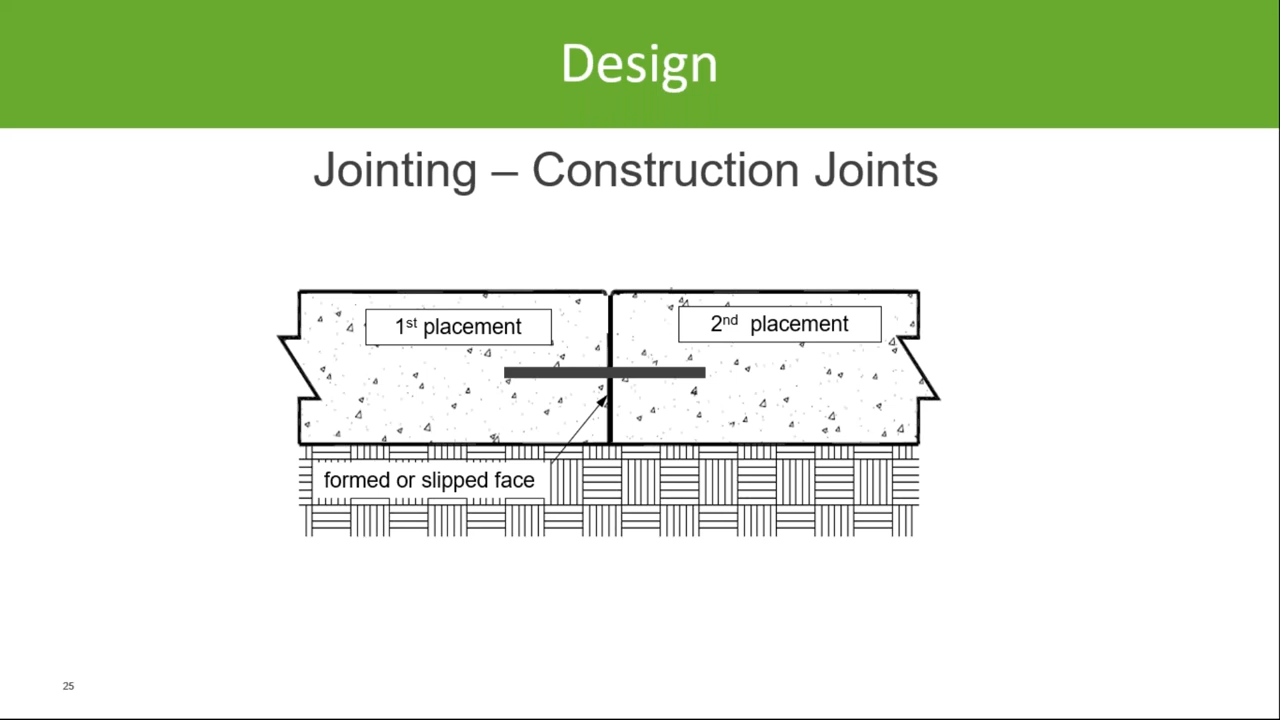 Design
Jointing – Construction Joints
1st placement
2nd placement
formed or slipped face
25